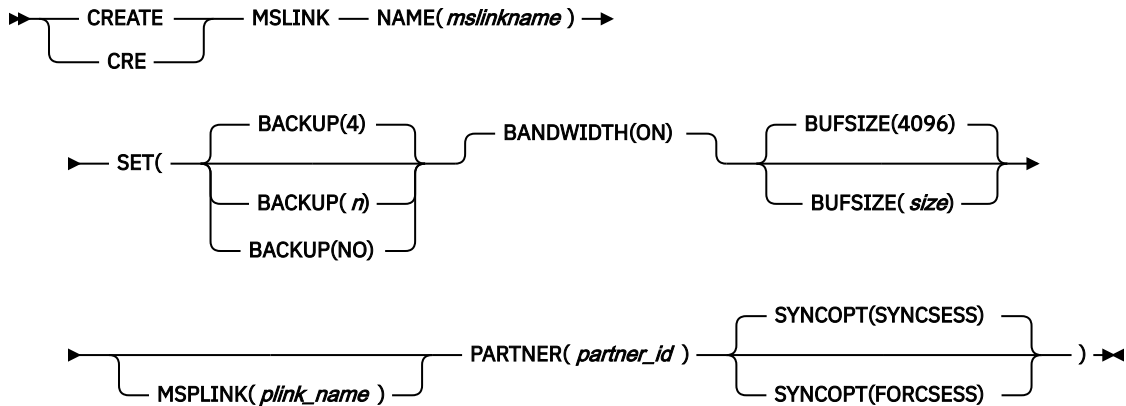 CREATE MSLINK NAME( mslinkname )
CRE
BACKUP(4) BANDWIDTH(ON) BUFSIZE(4096)
SET(
BACKUP( n) BUFSIZE( size)
BACKUP(NO)
SYNCOPT(SYNCSESS)
PARTNER( partner_id ) )
MSPLINK( plink_name ) SYNCOPT(FORCSESS)